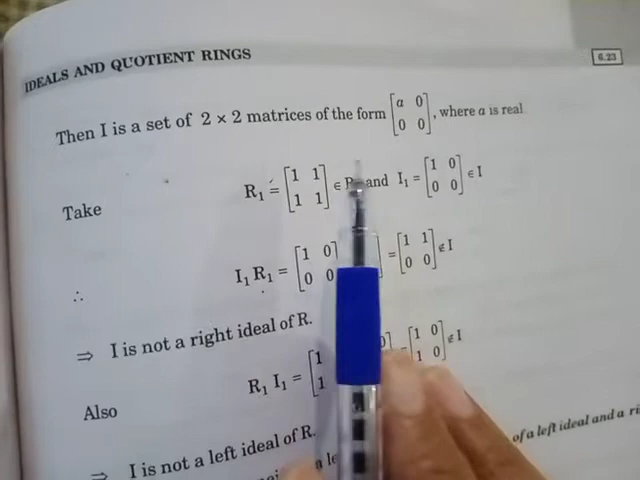 IDEALS AND QUOTIENT RINGS 6.23
Then I is a set of 2 × 2 matrices of the form [a 0; 0 0], where a is real
Take R₁ = [1 1; 1 1] ∈ and I₁ = [1 0; 0 0] ∈ I
∴ I₁ R₁ = [1 0; 0 0] = [1 1; 0 0] ∉ I
⇒ I is not a right ideal of R.
Also R₁ I₁ = [1 1 0] = [1 0; 1 0] ∉ I
⇒ I is not a left ideal of R.
of a left ideal and a